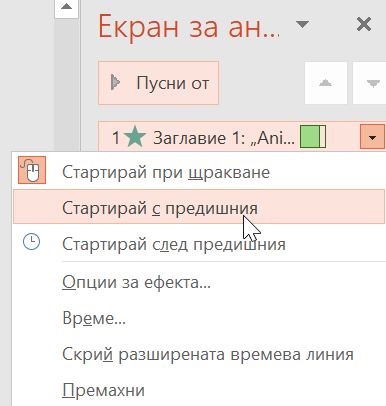 Екран за ан...
Пусни от
1 Заглавие 1: „Ani...
Стартирай при щракване
Стартирай с предишния
Стартирай след предишния
Опции за ефекта...
Време...
Скрий разширената времева линия
Премахни